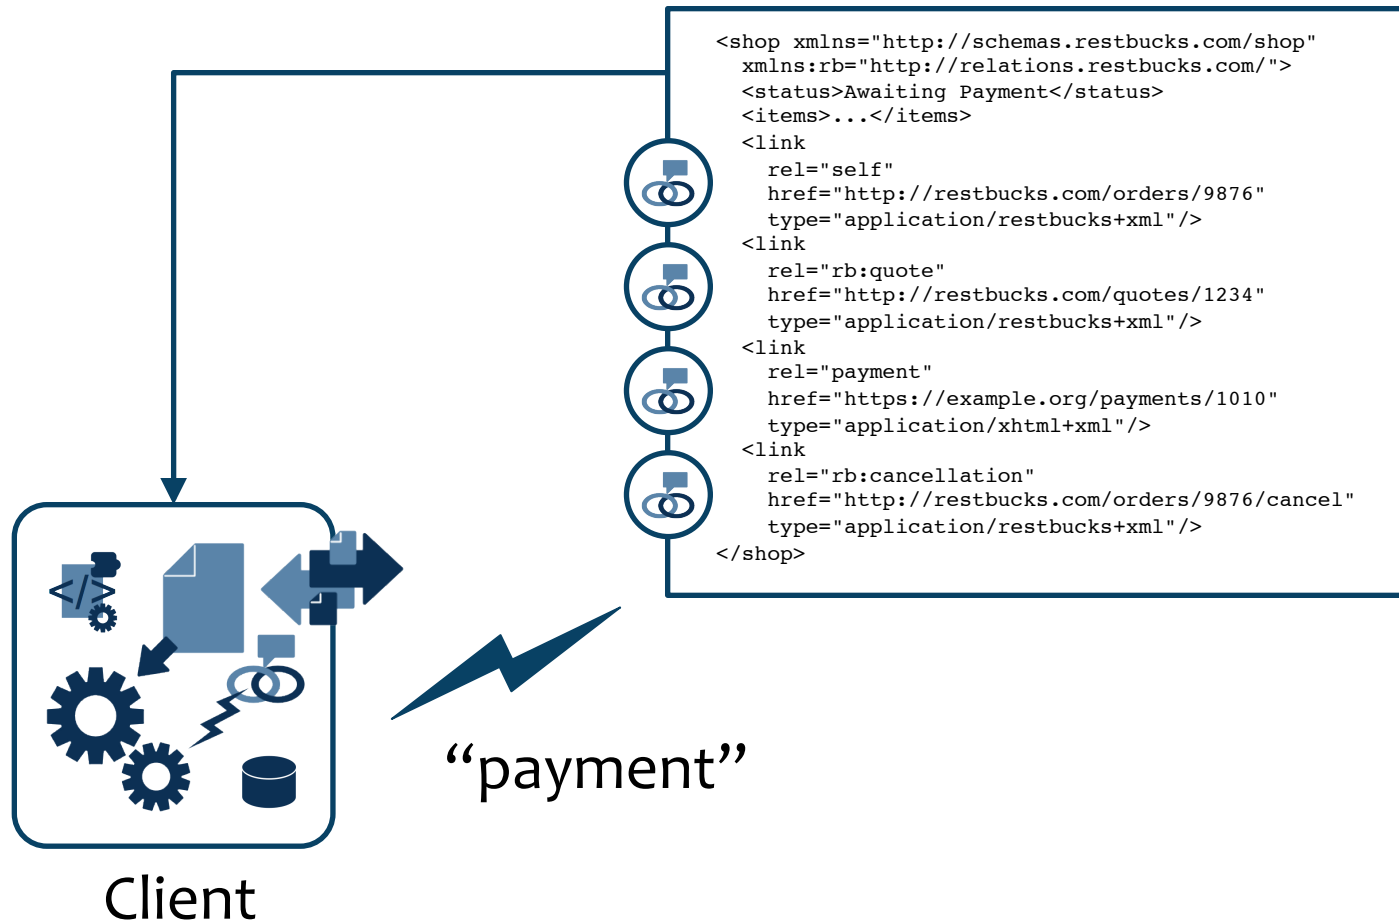 <shop xmlns="http://schemas.restbucks.com/shop"
  xmlns:rb="http://relations.restbucks.com/">
  <status>Awaiting Payment</status>
  <items>...</items>
  <link
    rel="self"
    href="http://restbucks.com/orders/9876"
    type="application/restbucks+xml"/>
  <link
    rel="rb:quote"
    href="http://restbucks.com/quotes/1234"
    type="application/restbucks+xml"/>
  <link
    rel="payment"
    href="https://example.org/payments/1010"
    type="application/xhtml+xml"/>
  <link
    rel="rb:cancellation"
    href="http://restbucks.com/orders/9876/cancel"
    type="application/restbucks+xml"/>
</shop>
</>
“payment”
Client